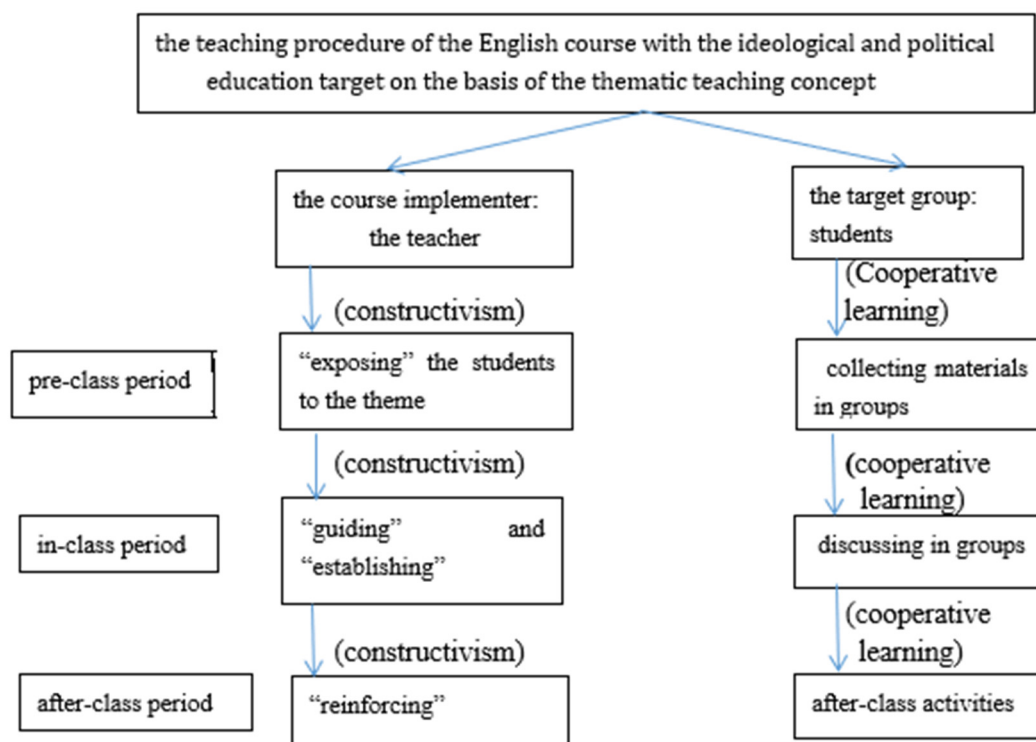 the teaching procedure of the English course with the ideological and political
education target on the basis of the thematic teaching concept
the course implementer:
the teacher
the target group:
students
(constructivism)
(Cooperative
learning)
pre-class period
“exposing” the students
to the theme
collecting materials
in groups
(constructivism)
(cooperative
learning)
in-class period
“guiding” and
“establishing”
discussing in groups
(constructivism)
(cooperative
learning)
after-class period
“reinforcing”
after-class activities